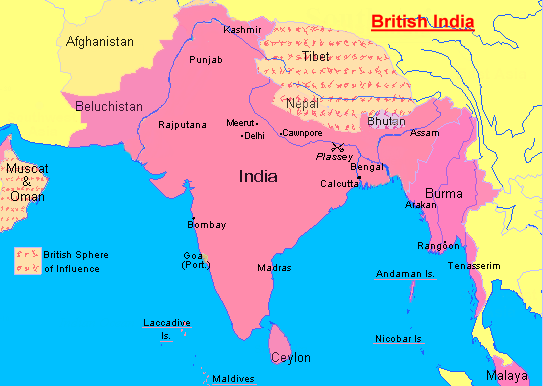 British India
Kashmir
Afghanistan
Tibet
Punjab
Beluchistan
Nepal
Bhutan
Rajputana
Meerut
Delhi
Cawnpore
Assam
Plassey
Bengal
India
Calcutta
Muscat
&
Oman
Burma
Arakan
Bombay
Rangoon
British Sphere
of Influence
Goa
(Port.)
Madras
Tenasserim
Andaman Is.
Laccadive
Is.
Nicobar Is
Ceylon
Maldives
Malaya